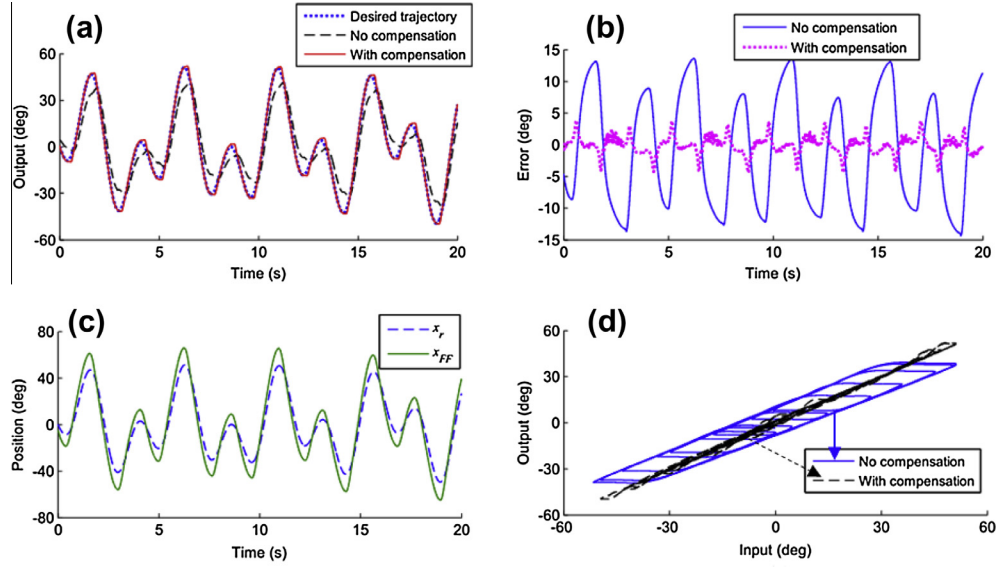 (a)
Desired trajectory
No compensation
With compensation
60
30
0
-30
-60
Output (deg)
0
5
10
15
20
Time (s)
(b)
No compensation
With compensation
15
10
5
0
-5
-10
-15
Error (deg)
0
5
10
15
20
Time (s)
(c)
xr
xFF
80
40
0
-40
-80
Position (deg)
0
5
10
15
20
Time (s)
(d)
60
30
0
-30
-60
Output (deg)
No compensation
With compensation
-60
-30
0
30
60
Input (deg)